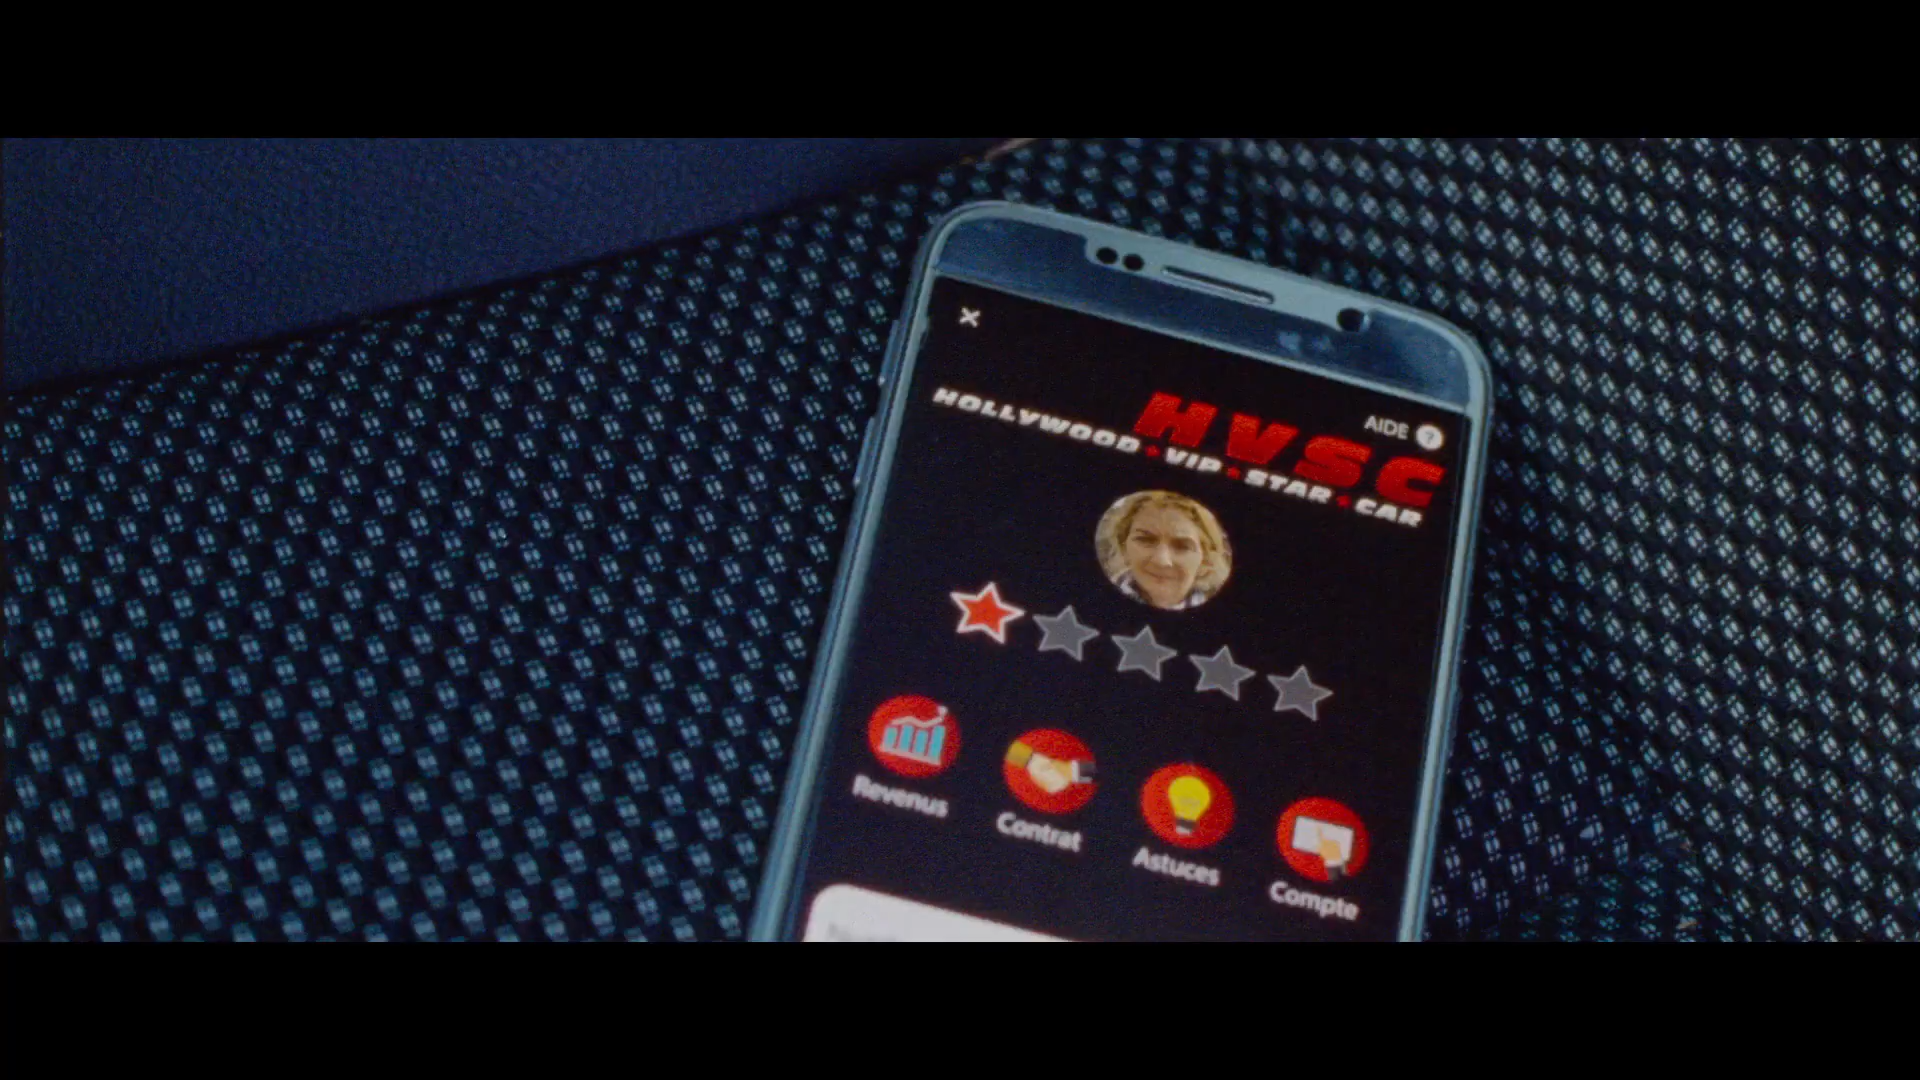 AIDE ?
HVSC
HOLLYWOOD★VIP★STAR★CAR
Revenus
Contrat
Astuces
Compte